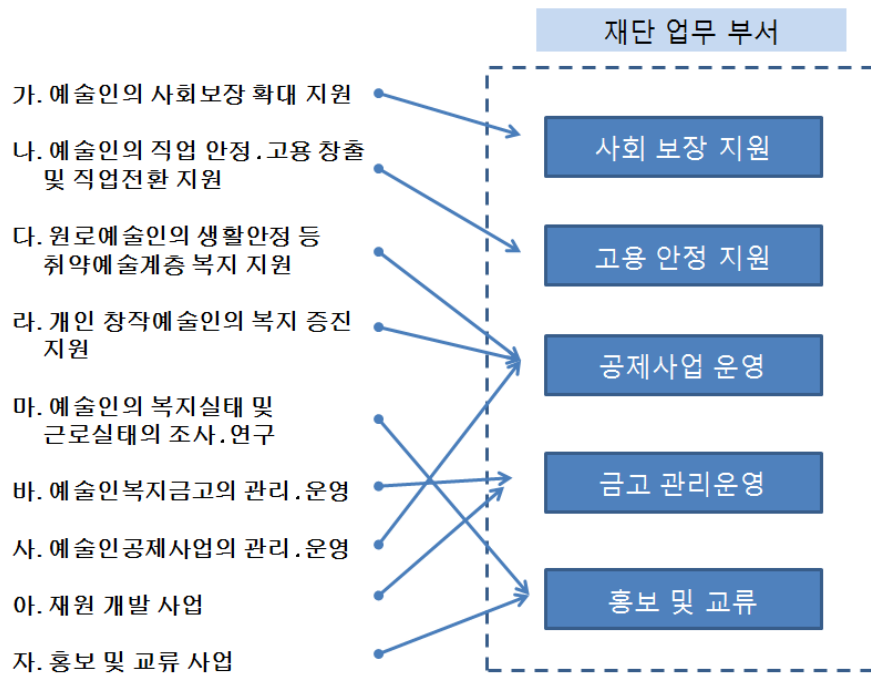 재단 업무 부서
가. 예술인의 사회보장 확대 지원
나. 예술인의 직업 안정.고용 창출
및 직업전환 지원
다. 원로예술인의 생활안정 등
취약예술계층 복지 지원
라. 개인 창작예술인의 복지 증진
지원
마. 예술인의 복지실태 및
근로실태의 조사.연구
바. 예술인복지금고의 관리.운영
사. 예술인공제사업의 관리.운영
아. 재원 개발 사업
자. 홍보 및 교류 사업
사회 보장 지원
고용 안정 지원
공제사업 운영
금고 관리운영
홍보 및 교류